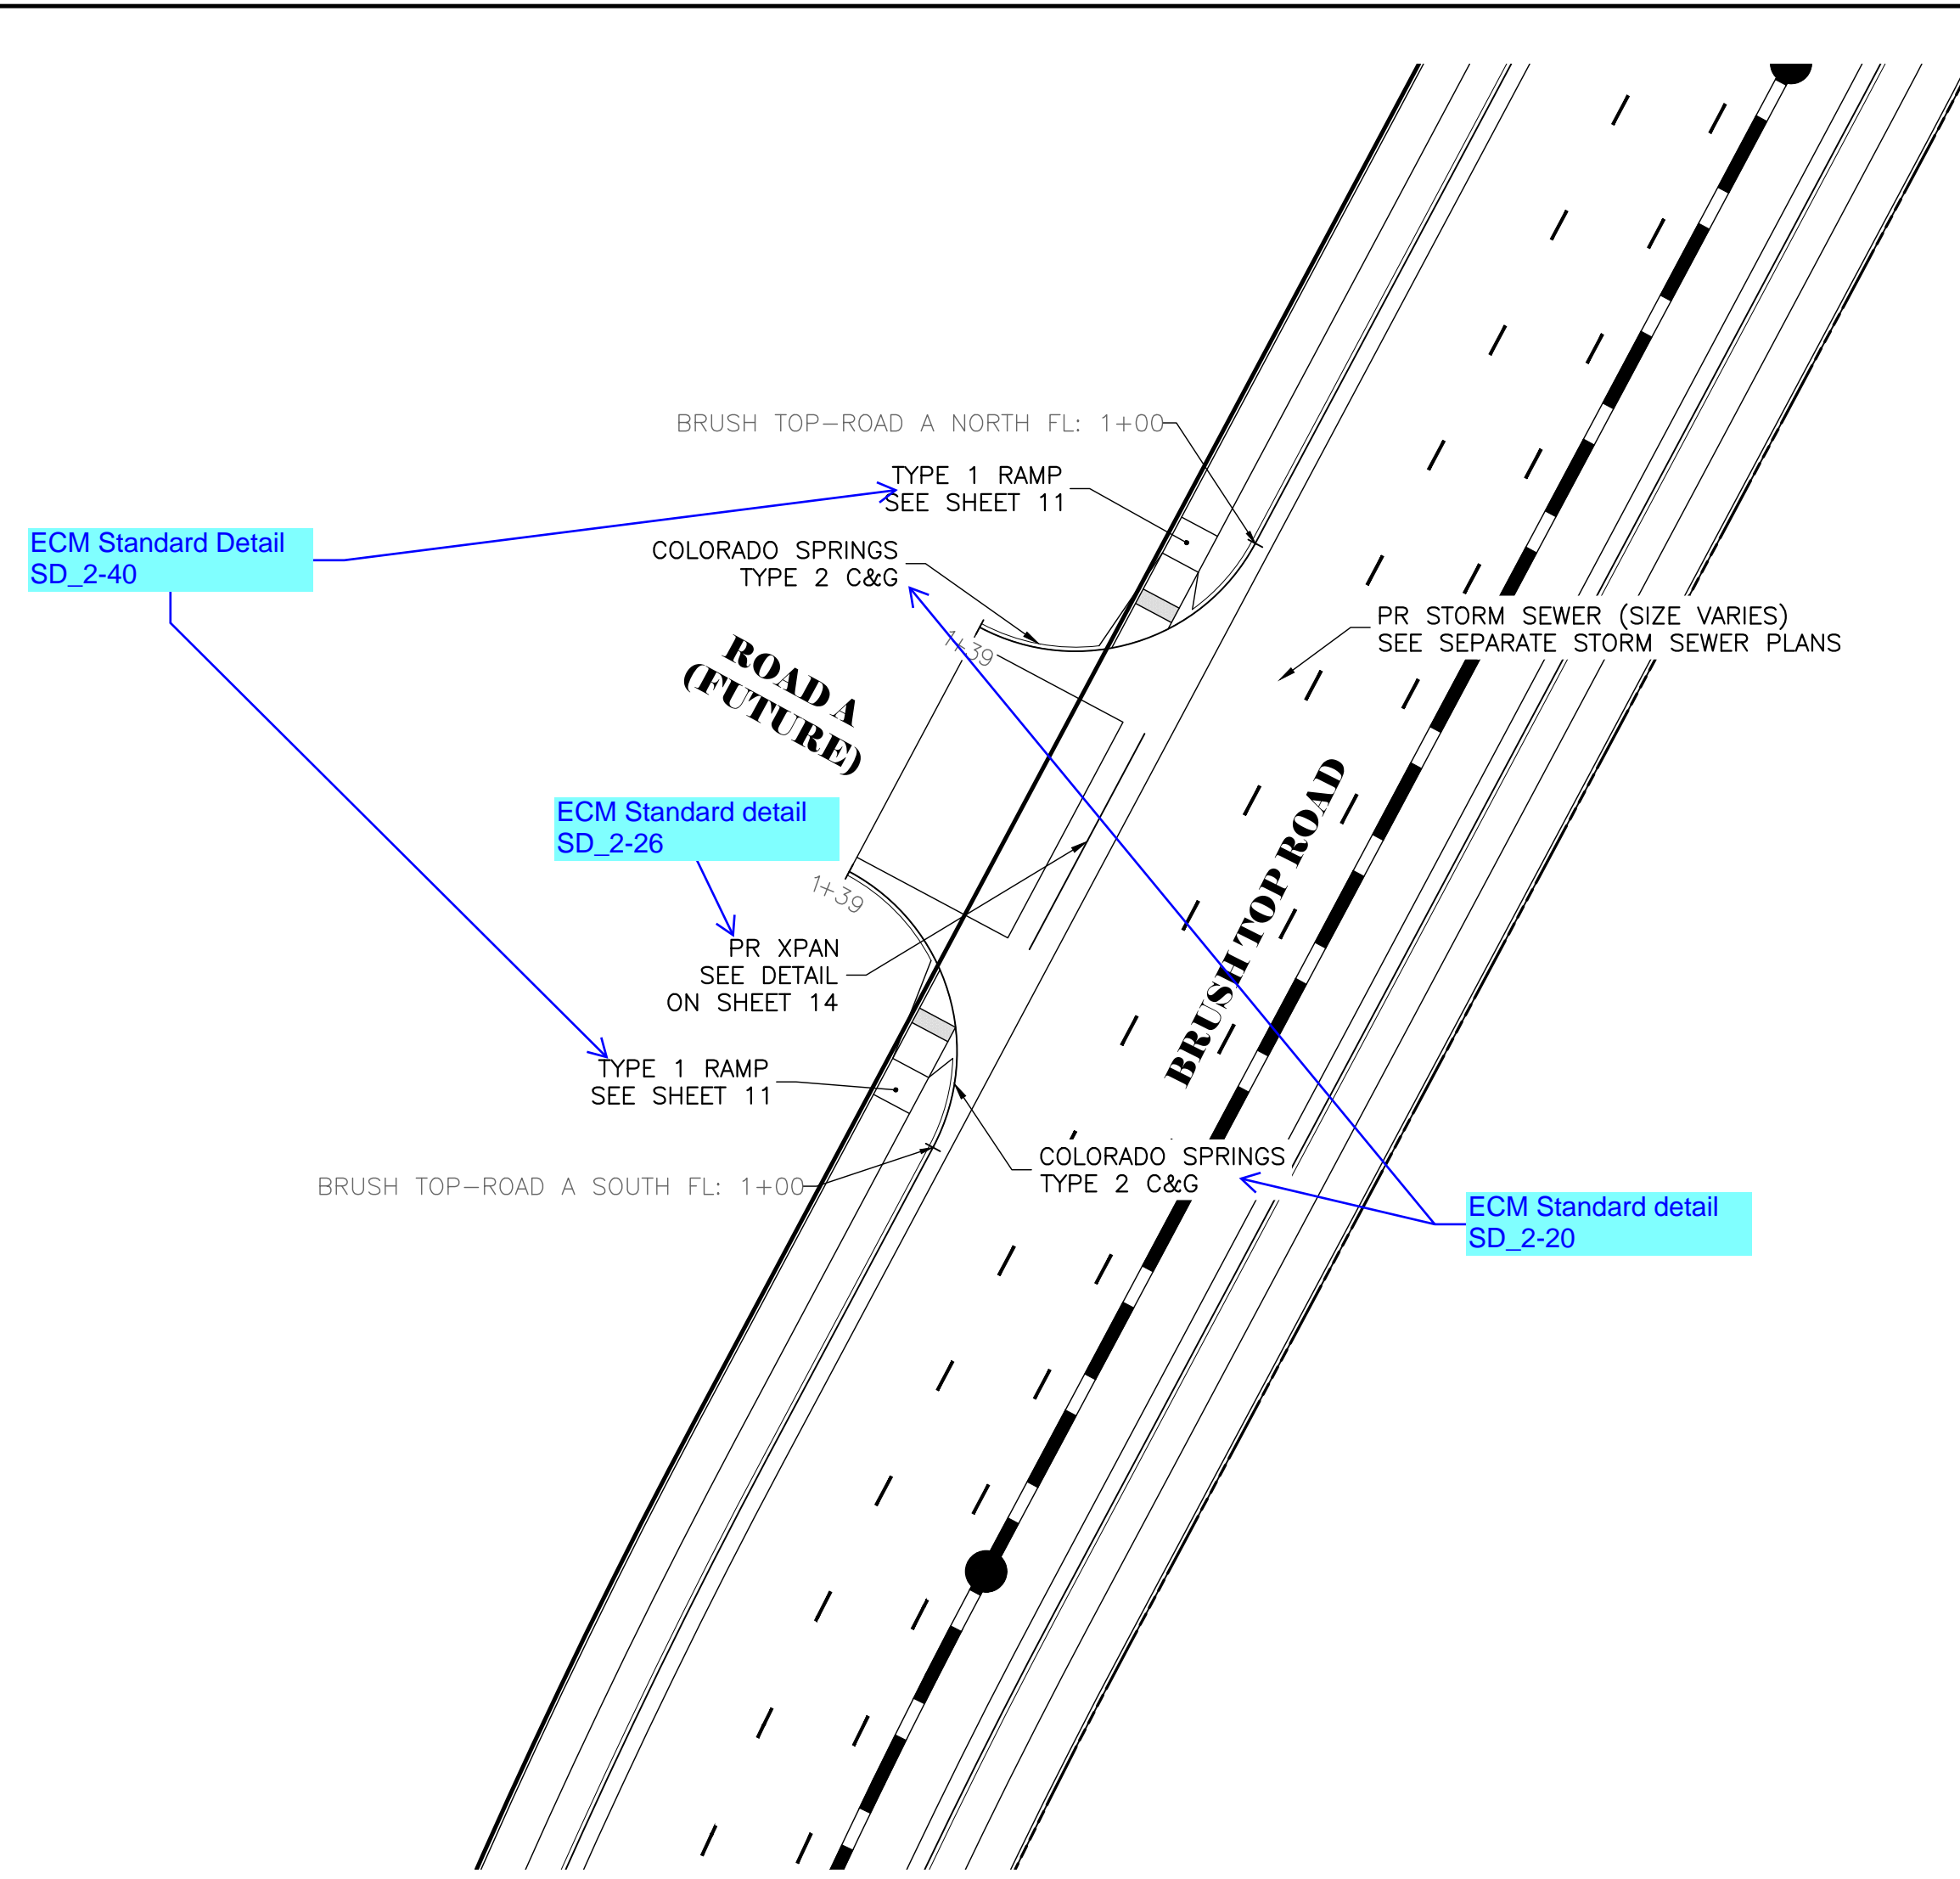 BRUSH TOP-ROAD A NORTH FL: 1+00
TYPE 1 RAMP
SEE SHEET 11
ECM Standard Detail
SD_2-40
COLORADO SPRINGS
TYPE 2 C&G
1+39
PR STORM SEWER (SIZE VARIES)
SEE SEPARATE STORM SEWER PLANS
ROAD A
(FUTURE)
ECM Standard detail
SD_2-26
1+39
BRUSH TOP ROAD
PR XPAN
SEE DETAIL
ON SHEET 14
TYPE 1 RAMP
SEE SHEET 11
COLORADO SPRINGS
TYPE 2 C&G
BRUSH TOP-ROAD A SOUTH FL: 1+00
ECM Standard detail
SD_2-20